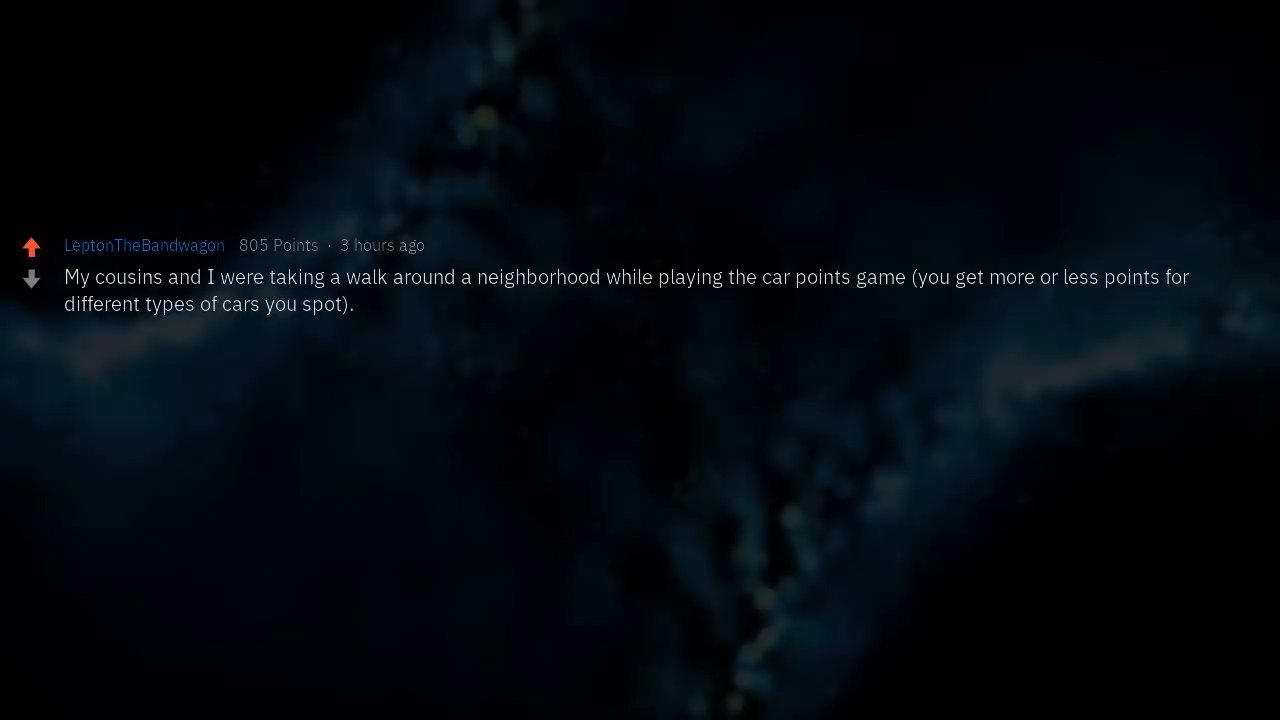 LeptonTheBandwagon 805 Points · 3 hours ago
My cousins and I were taking a walk around a neighborhood while playing the car points game (you get more or less points for
different types of cars you spot).